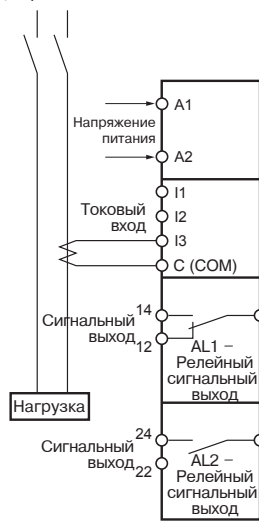 A1
Напряжение
питания
A2
I1
I2
Токовый
вход
I3
C (COM)
14
Сигнальный
выход
12
AL1 –
Релейный
сигнальный
выход
Нагрузка
24
Сигнальный
выход
22
AL2 –
Релейный
сигнальный
выход